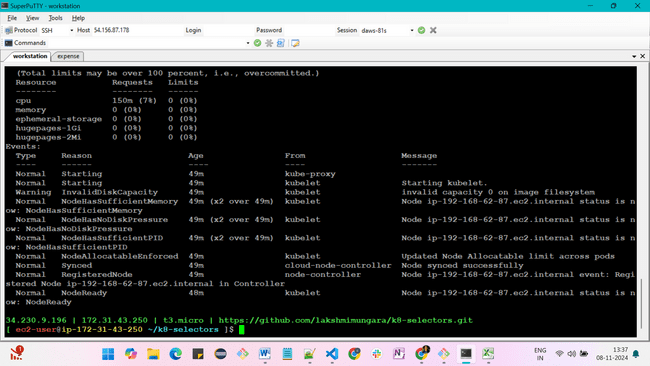 SuperPuTTY - workstation
File View Tools Help
Protocol SSH Host 54.156.87.178 Login Password Session daws-81s
Commands
workstation expense
(Total limits may be over 100 percent, i.e., overcommitted.)
Resource Requests Limits
-------- -------- ------
cpu 150m (7%) 0 (0%)
memory 0 (0%) 0 (0%)
ephemeral-storage 0 (0%) 0 (0%)
hugepages-1Gi 0 (0%) 0 (0%)
hugepages-2Mi 0 (0%) 0 (0%)
Events:
Type Reason Age From Message
---- ------ ---- ---- -------
Normal Starting 49m kube-proxy
Normal Starting 49m kubelet Starting kubelet.
Warning InvalidDiskCapacity 49m kubelet invalid capacity 0 on image filesystem
Normal NodeHasSufficientMemory 49m (x2 over 49m) kubelet Node ip-192-168-62-87.ec2.internal status is n
ow: NodeHasSufficientMemory
Normal NodeHasNoDiskPressure 49m (x2 over 49m) kubelet Node ip-192-168-62-87.ec2.internal status is n
ow: NodeHasNoDiskPressure
Normal NodeHasSufficientPID 49m (x2 over 49m) kubelet Node ip-192-168-62-87.ec2.internal status is n
ow: NodeHasSufficientPID
Normal NodeAllocatableEnforced 49m kubelet Updated Node Allocatable limit across pods
Normal Synced 49m cloud-node-controller Node synced successfully
Normal RegisteredNode 49m node-controller Node ip-192-168-62-87.ec2.internal event: Regi
stered Node ip-192-168-62-87.ec2.internal in Controller
Normal NodeReady 48m kubelet Node ip-192-168-62-87.ec2.internal status is n
ow: NodeReady
34.230.9.196 | 172.31.43.250 | t3.micro | https://github.com/lakshmimungara/k8-selectors.git
[ ec2-user@ip-172-31-43-250 ~/k8-selectors ]$
ENG
IN
13:37
08-11-2024